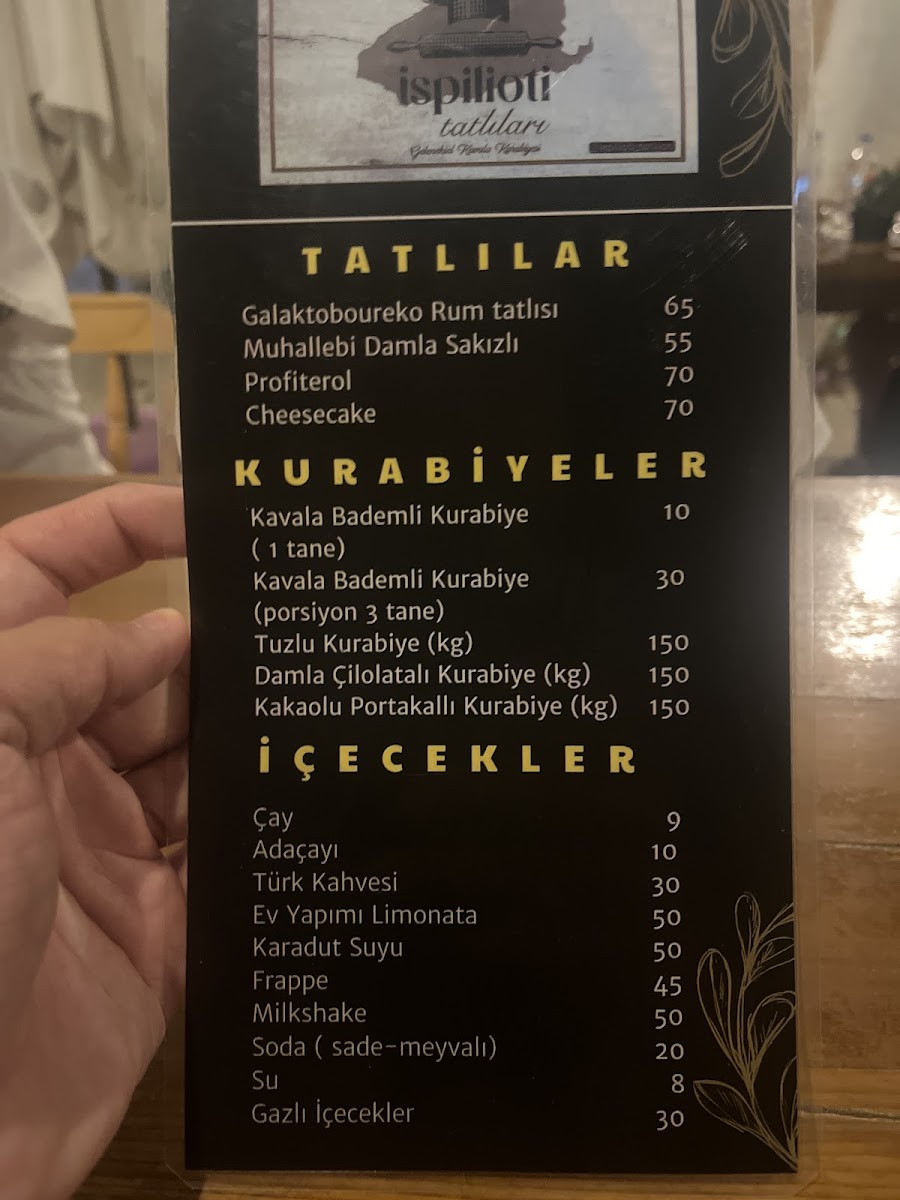 ispilioti
tatlıları
Geleneksel Kavala Kurabiyesi
TATLILAR
Galaktoboureko Rum tatlısı 65
Muhallebi Damla Sakızlı 55
Profiterol 70
Cheesecake 70
KURABİYELER
Kavala Bademli Kurabiye 10
( 1 tane)
Kavala Bademli Kurabiye 30
(porsiyon 3 tane)
Tuzlu Kurabiye (kg) 150
Damla Çilolatalı Kurabiye (kg) 150
Kakaolu Portakallı Kurabiye (kg) 150
İÇECEKLER
Çay 9
Adaçayı 10
Türk Kahvesi 30
Ev Yapımı Limonata 50
Karadut Suyu 50
Frappe 45
Milkshake 50
Soda ( sade-meyvalı) 20
Su 8
Gazlı İçecekler 30